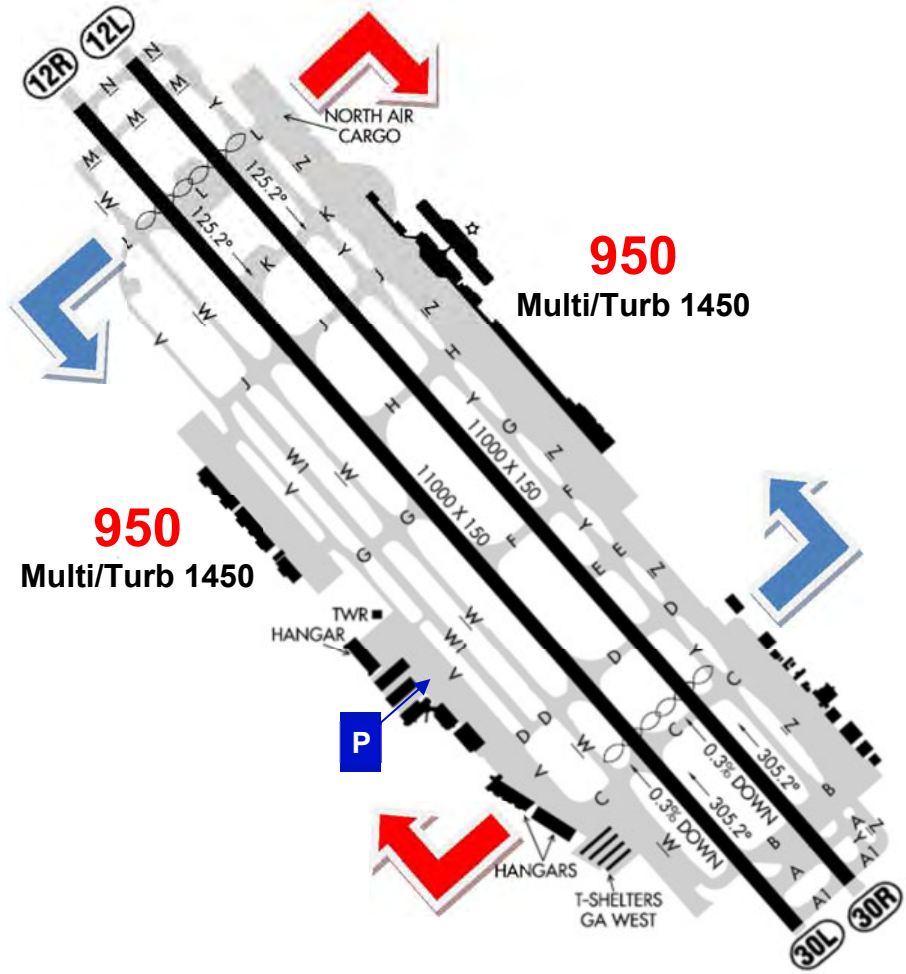 12R
12L
N
N
M
M
M
Y
L
NORTH AIR
CARGO
Z
W
L
L
125.2°
125.2°
K
K
Y
J
Z
950
Multi/Turb 1450
V
W
J
J
H
H
Y
G
Z
W1
V
W
11000 X 150
11000 X 150
F
G
G
F
Y
E
E
Z
950
Multi/Turb 1450
TWR
HANGAR
W
W1
V
D
D
Y
C
P
D
D
W
V
C
C
Z
305.2°
0.3% DOWN
B
305.2°
0.3% DOWN
W
B
A
Z
Y
A1
A
A1
HANGARS
T-SHELTERS
GA WEST
30L
30R